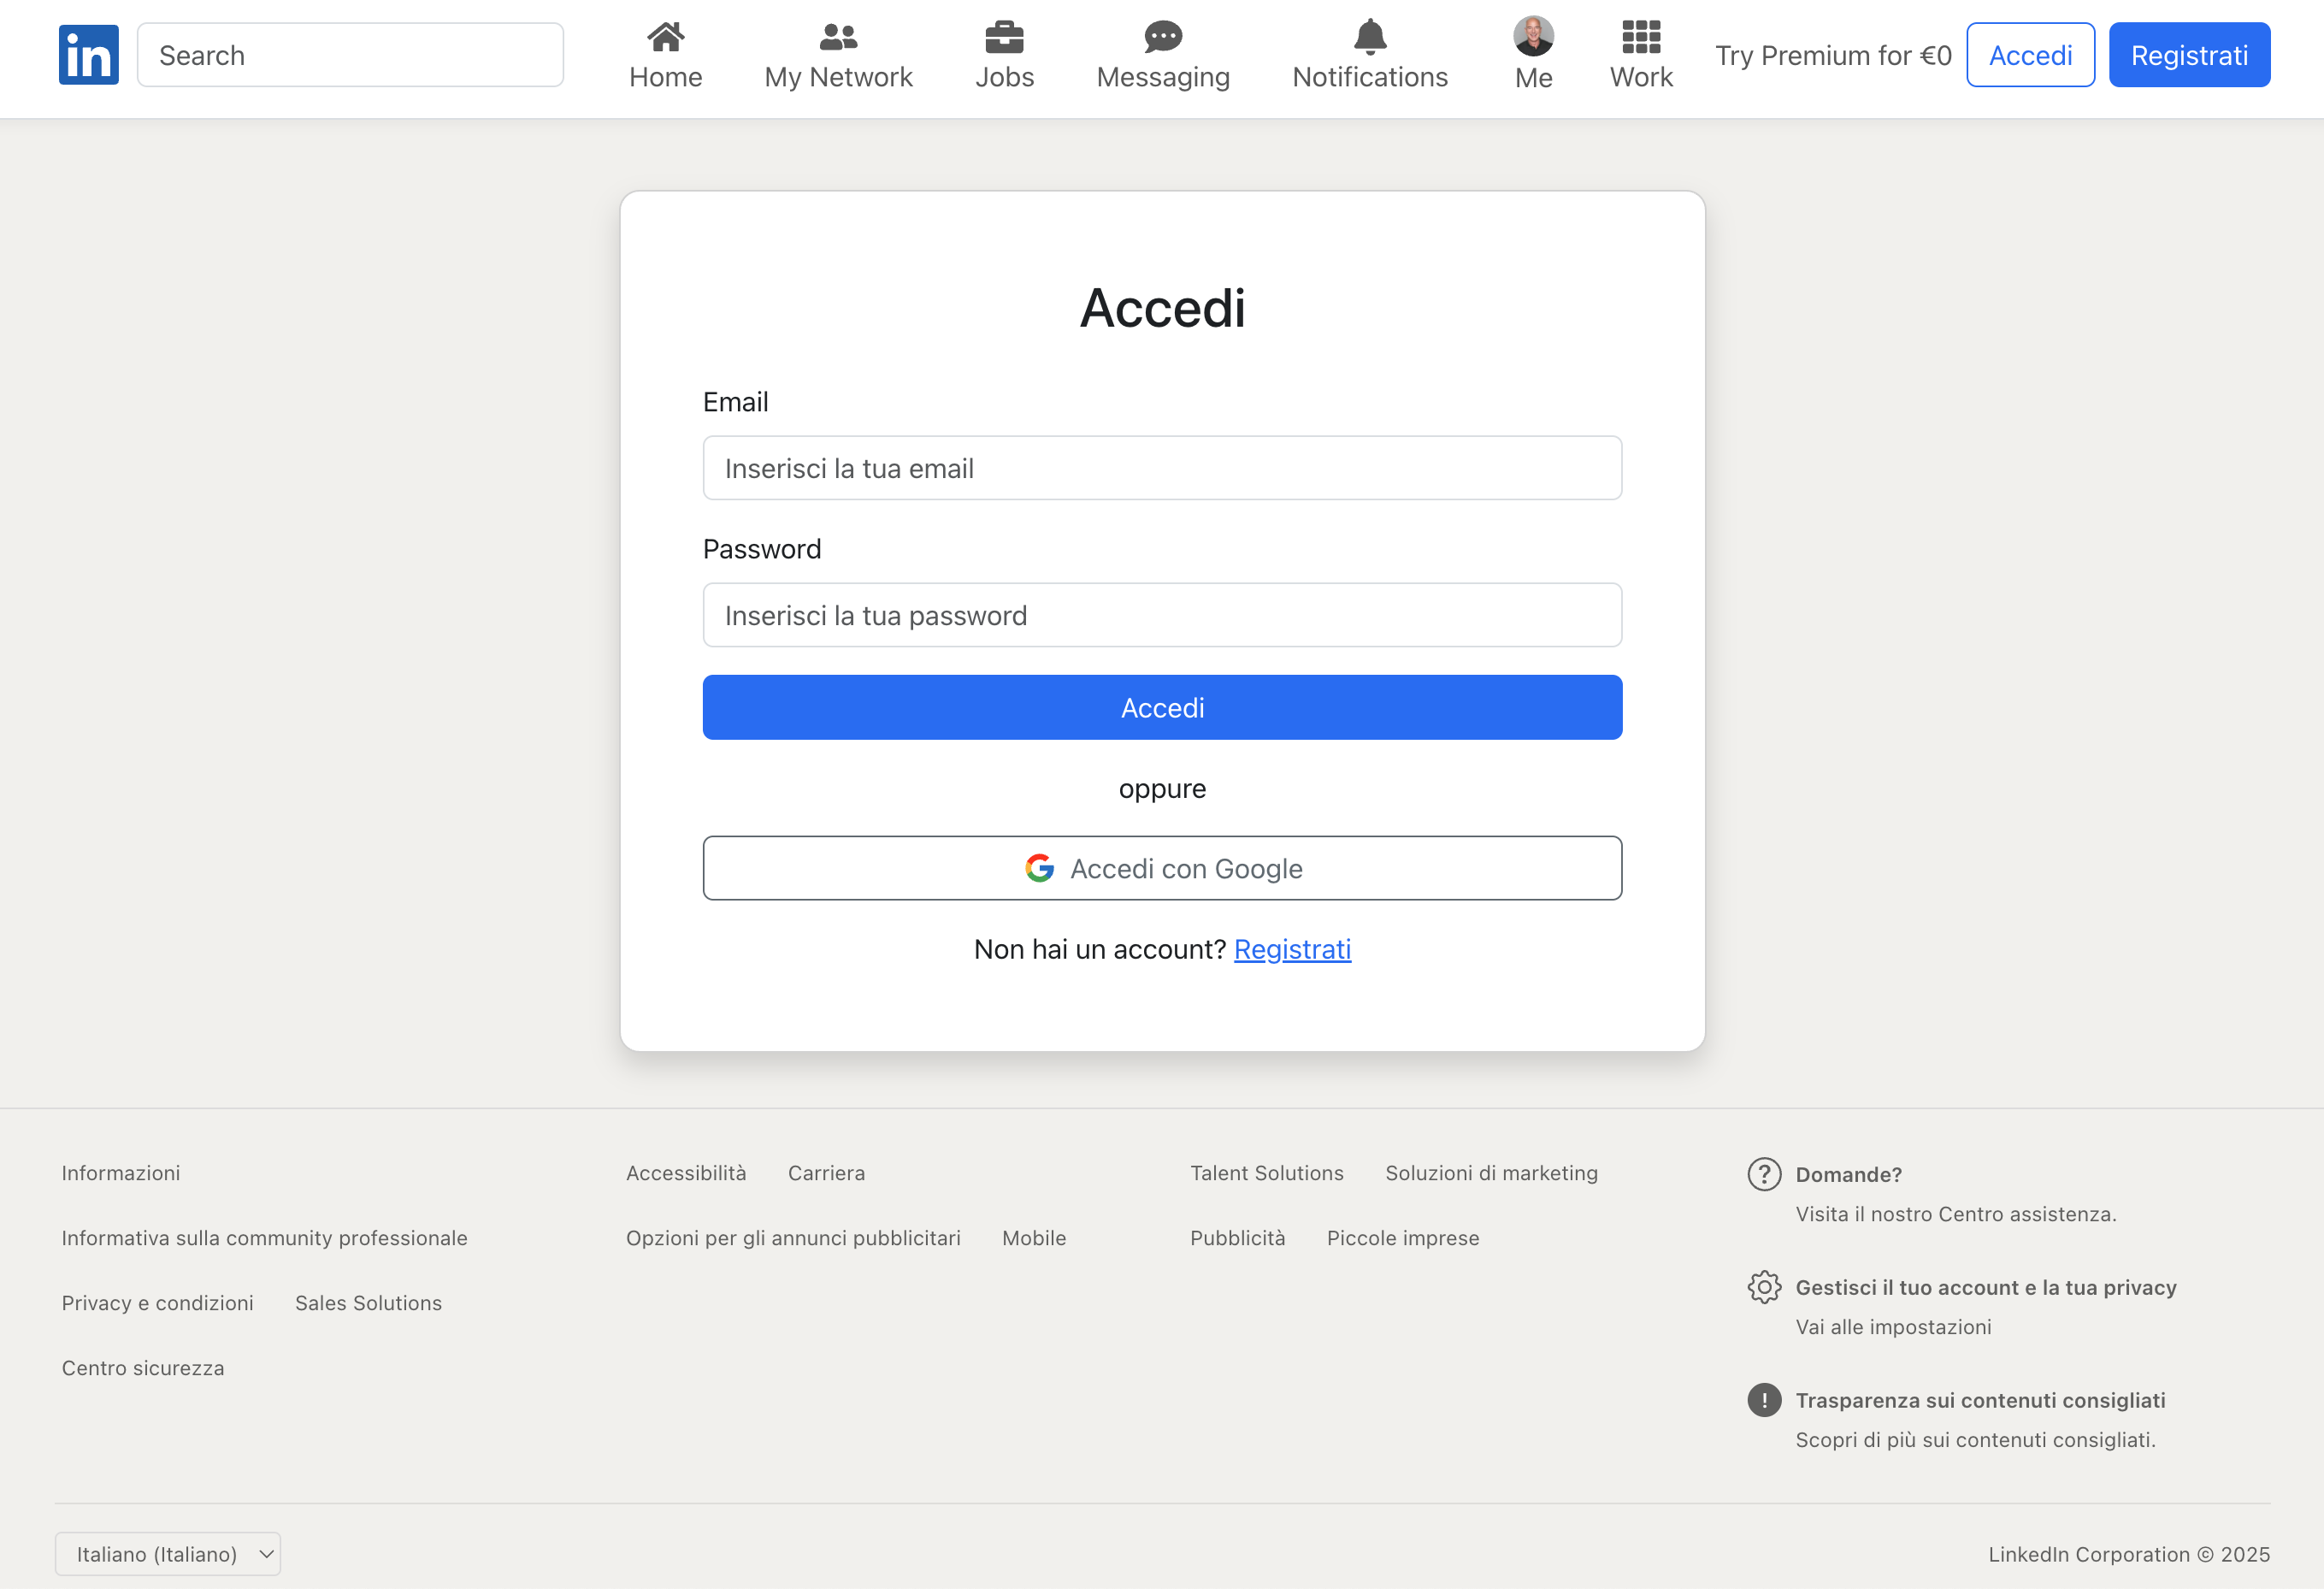 in
Search
Home
My Network
Jobs
Messaging
Notifications
Me
Work
Try Premium for €0
Accedi
Registrati
Accedi
Email
Inserisci la tua email
Password
Inserisci la tua password
Accedi
oppure
Accedi con Google
Non hai un account? Registrati
Informazioni
Informativa sulla community professionale
Privacy e condizioni Sales Solutions
Centro sicurezza
Accessibilità Carriera
Opzioni per gli annunci pubblicitari Mobile
Talent Solutions Soluzioni di marketing
Pubblicità Piccole imprese
Domande?
Visita il nostro Centro assistenza.
Gestisci il tuo account e la tua privacy
Vai alle impostazioni
Trasparenza sui contenuti consigliati
Scopri di più sui contenuti consigliati.
Italiano (Italiano)
LinkedIn Corporation © 2025